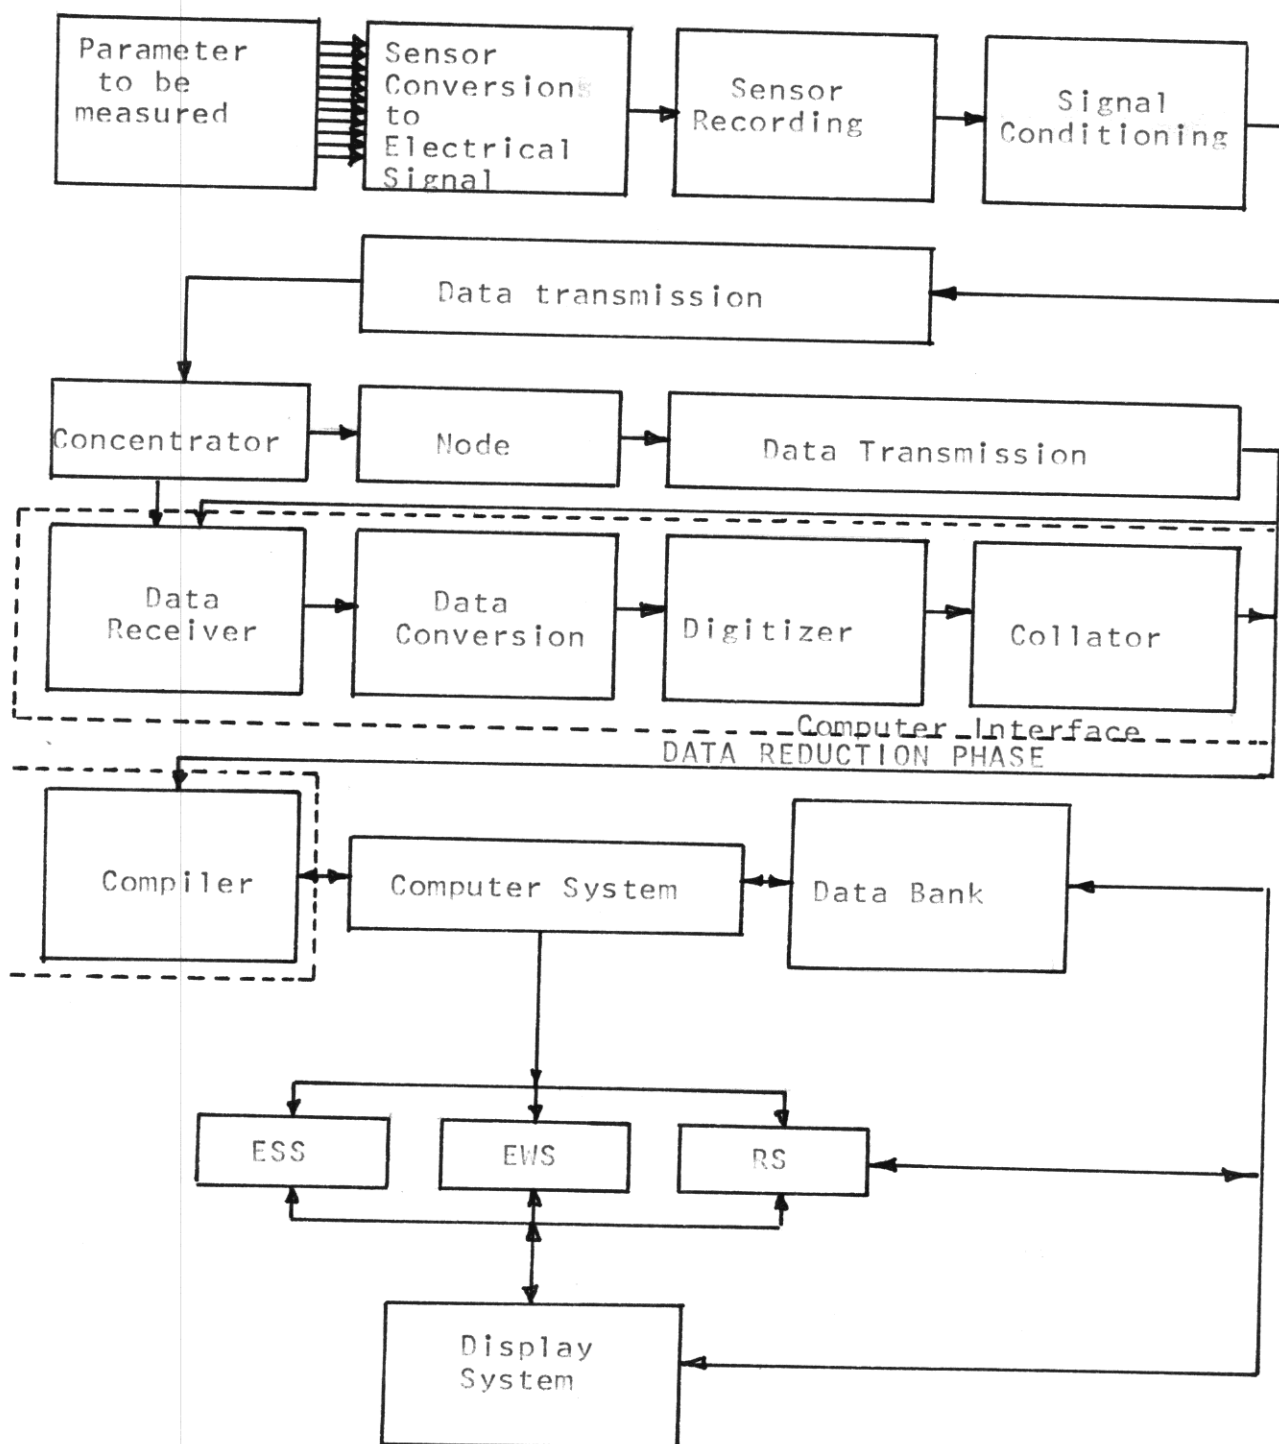 Parameter
to be
measured
Sensor
Conversions
to
Electrical
Signal
Sensor
Recording
Signal
Conditioning
Data transmission
Concentrator
Node
Data Transmission
Data
Receiver
Data
Conversion
Digitizer
Collator
Computer Interface
DATA REDUCTION PHASE
Compiler
Computer System
Data Bank
ESS
EWS
RS
Display
System